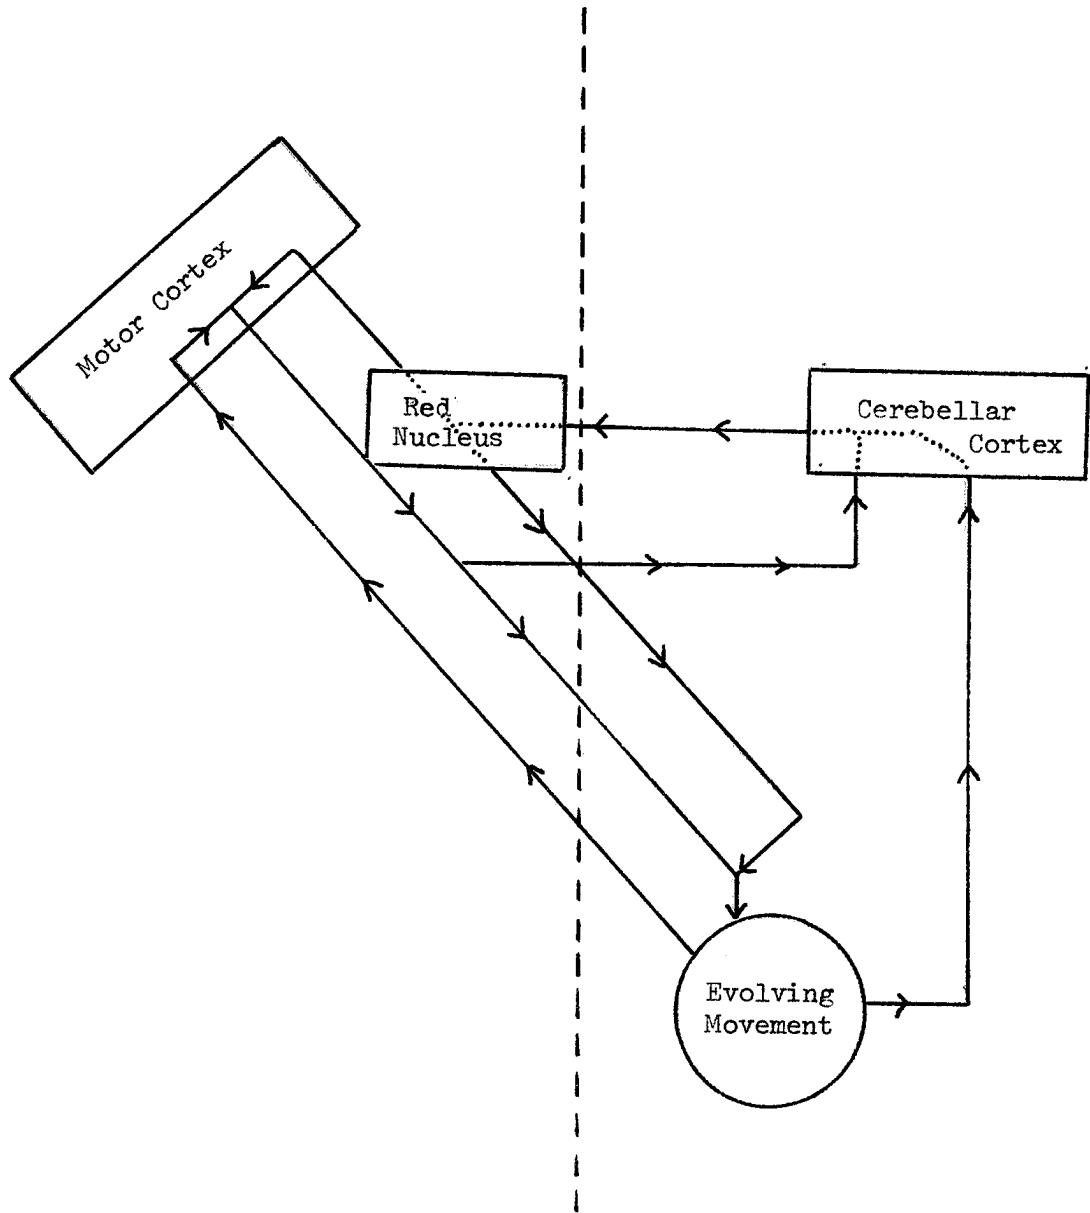 Motor Cortex
Red
Nucleus
Cerebellar
Cortex
Evolving
Movement